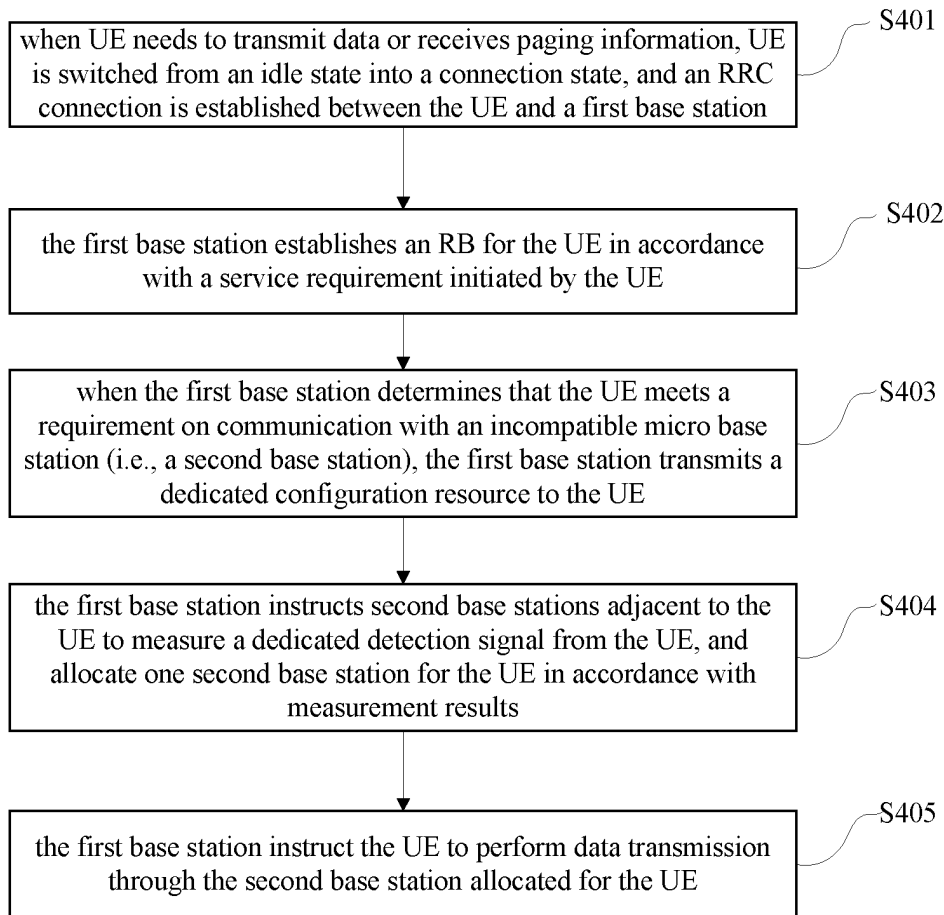 S401
when UE needs to transmit data or receives paging information, UE
is switched from an idle state into a connection state, and an RRC
connection is established between the UE and a first base station
S402
the first base station establishes an RB for the UE in accordance
with a service requirement initiated by the UE
S403
when the first base station determines that the UE meets a
requirement on communication with an incompatible micro base
station (i.e., a second base station), the first base station transmits a
dedicated configuration resource to the UE
S404
the first base station instructs second base stations adjacent to the
UE to measure a dedicated detection signal from the UE, and
allocate one second base station for the UE in accordance with
measurement results
S405
the first base station instruct the UE to perform data transmission
through the second base station allocated for the UE